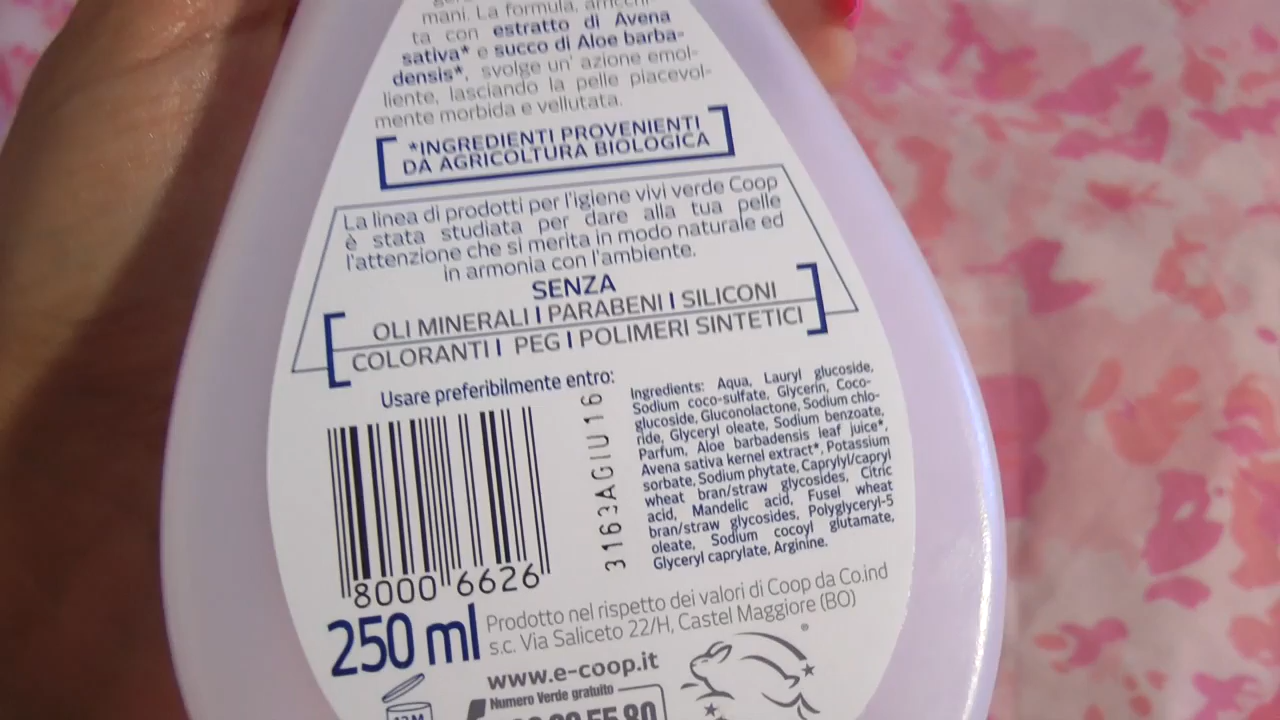 mani. La formula, arricchi-
ta con estratto di Avena
sativa* e succo di Aloe barba-
densis*, svolge un' azione emol-
liente, lasciando la pelle piacevol-
mente morbida e vellutata.
*INGREDIENTI PROVENIENTI
DA AGRICOLTURA BIOLOGICA
La linea di prodotti per l'igiene vivi verde Coop
è stata studiata per dare alla tua pelle
l'attenzione che si merita in modo naturale ed
in armonia con l'ambiente.
SENZA
OLI MINERALI I PARABENI I SILICONI
COLORANTI I PEG I POLIMERI SINTETICI
Usare preferibilmente entro:
3163AGIU16
Ingredients: Aqua, Lauryl glucoside,
Sodium coco-sulfate, Glycerin, Coco-
glucoside, Gluconolactone, Sodium chlo-
ride, Glyceryl oleate, Sodium benzoate,
Parfum, Aloe barbadensis leaf juice*,
Avena sativa kernel extract*, Potassium
sorbate, Sodium phytate, Caprylyl/capryl
wheat bran/straw glycosides, Citric
acid, Mandelic acid, Fusel wheat
bran/straw glycosides, Polyglyceryl-5
oleate, Sodium cocoyl glutamate,
Glyceryl caprylate, Arginine.
8000 6626
250 ml
Prodotto nel rispetto dei valori di Coop da Co.ind
s.c. Via Saliceto 22/H, Castel Maggiore (BO)
www.e-coop.it
Numero Verde gratuito
12M